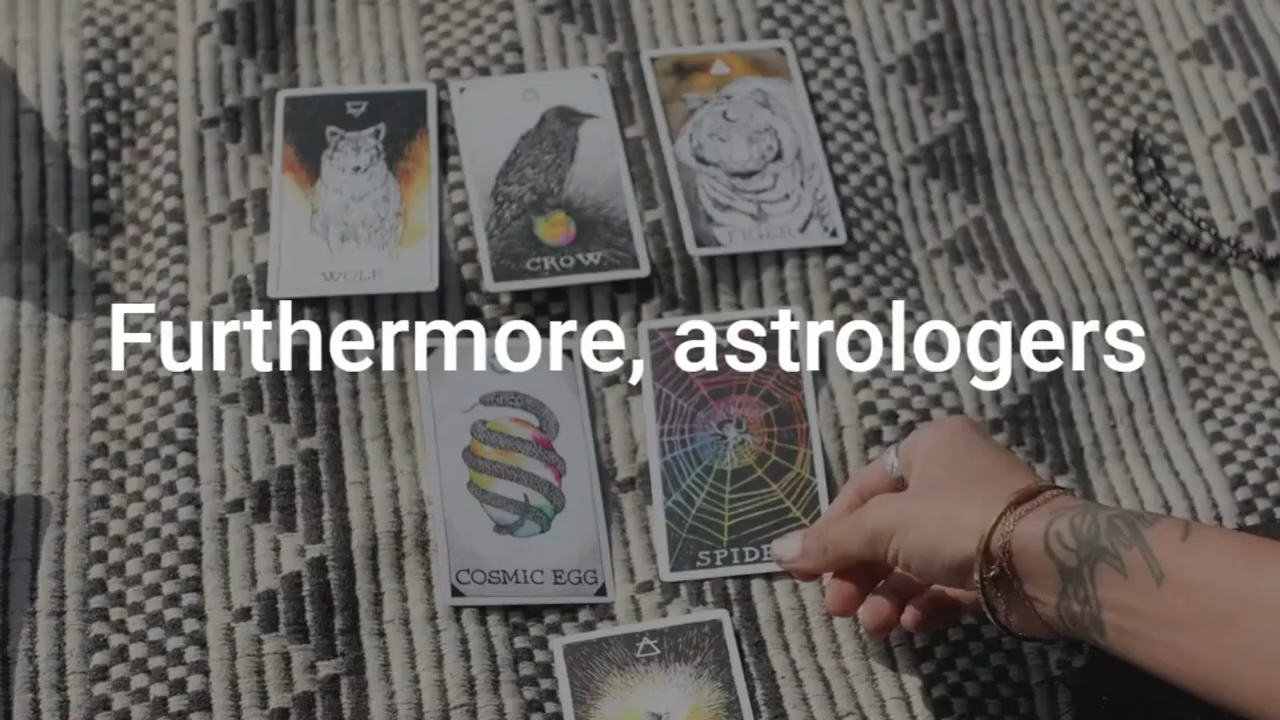 WOLF
CROW
TIGER
Furthermore, astrologers
COSMIC EGG
SPIDE